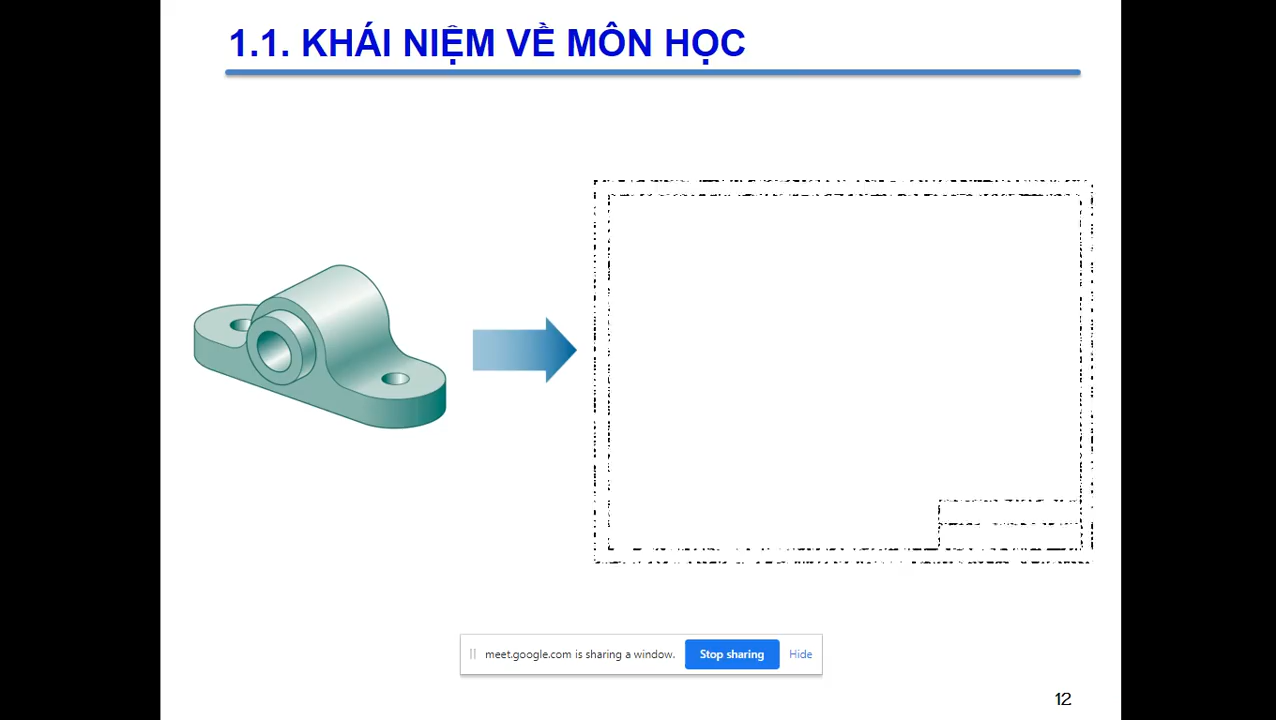 1.1. KHÁI NIỆM VỀ MÔN HỌC
meet.google.com is sharing a window. Stop sharing Hide
12